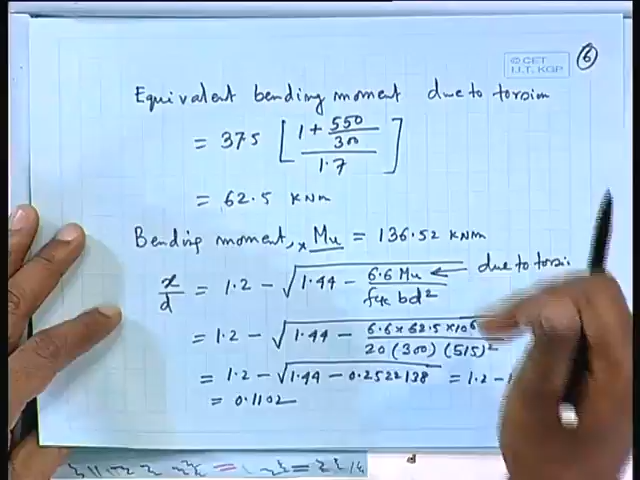 © CET
I.I.T. KGP
6
Equivalent bending moment due to torsion
= 37.5 [ (1 + 550/300) / 1.7 ]
= 62.5 KNm
Bending moment, x Mu = 136.52 KNm
x/d = 1.2 - √(1.44 - 6.6 Mu / fck bd²) ← due to torsi
= 1.2 - √(1.44 - 6.6 x 62.5 x 10⁶ / 20 (300) (515)²)
= 1.2 - √(1.44 - 0.2522138) = 1.2 - 1
= 0.1102